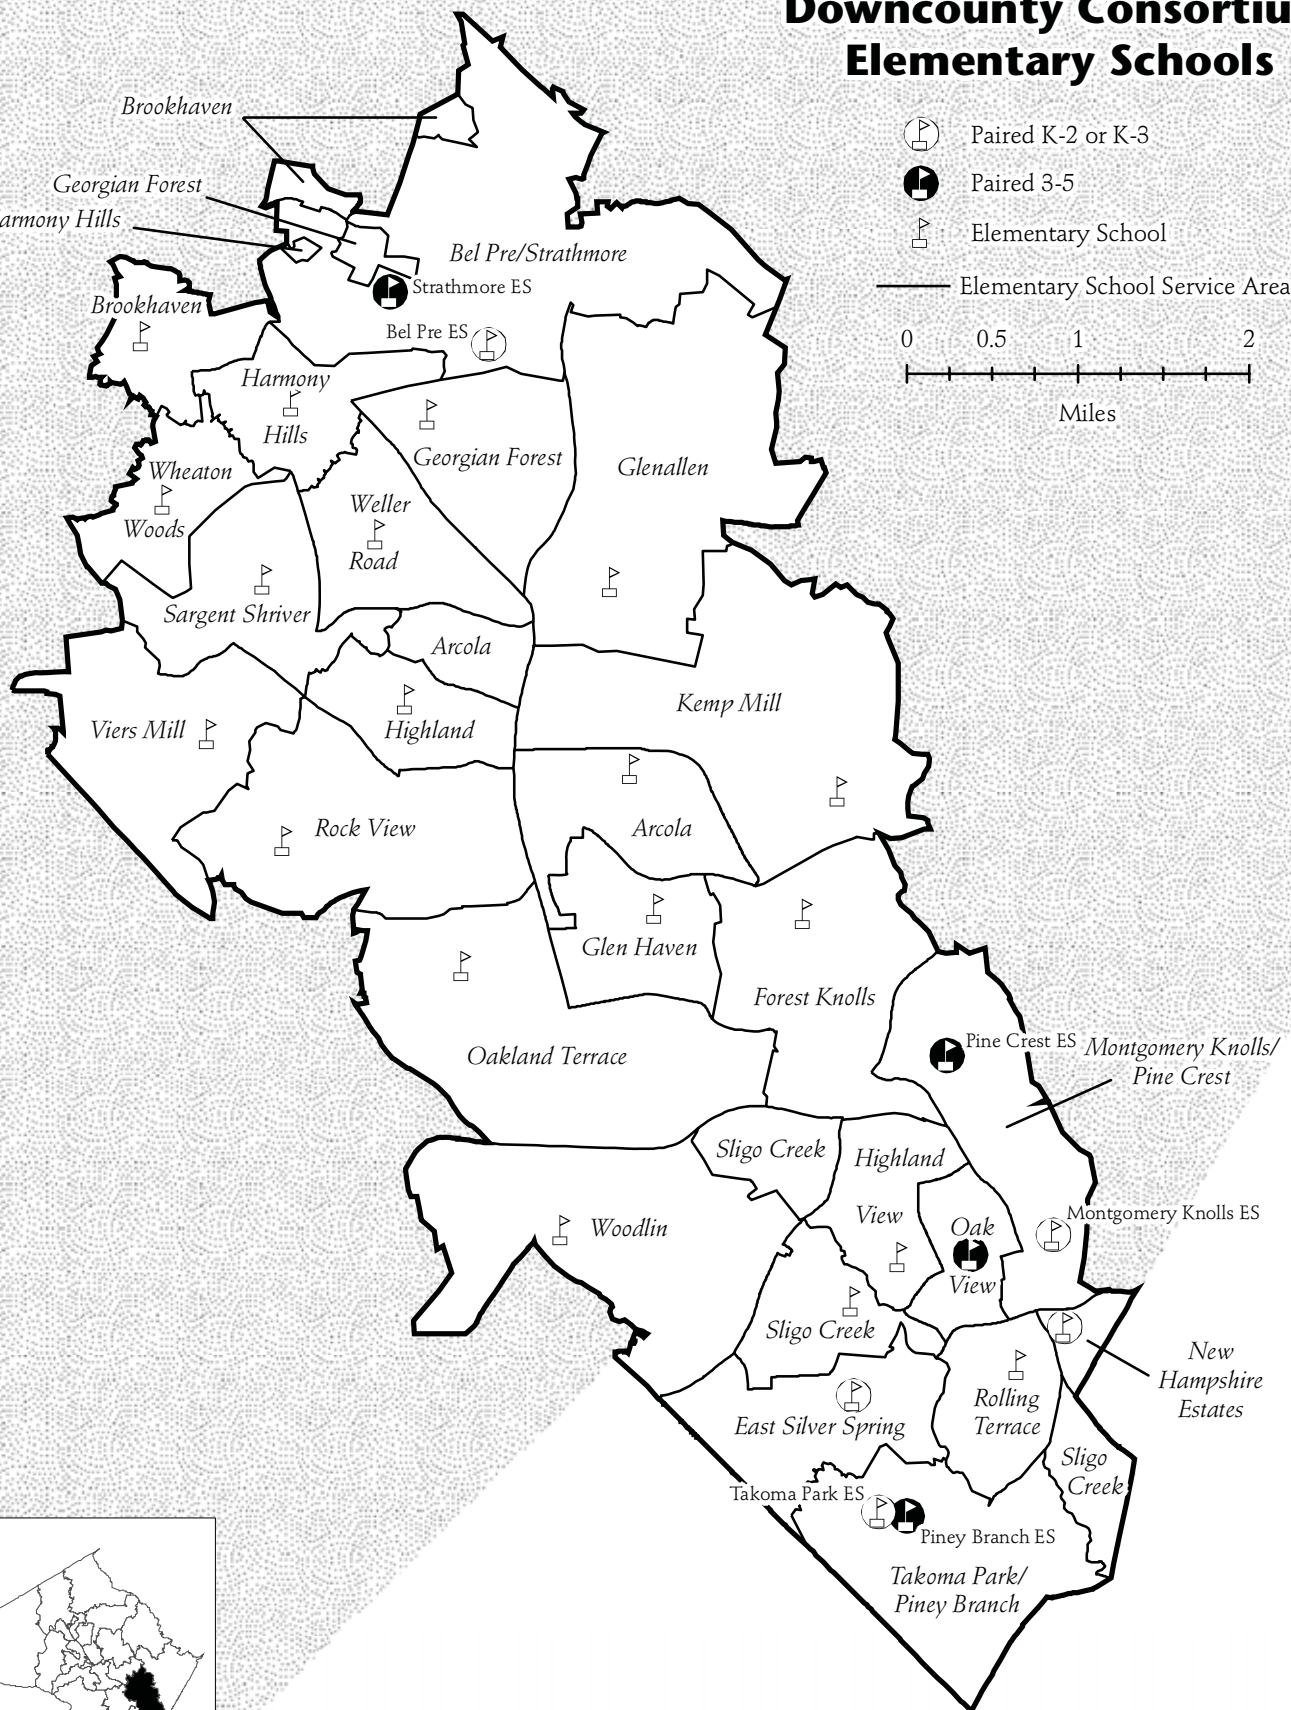 Downcounty Consortiu
Elementary Schools
Paired K-2 or K-3
Paired 3-5
Elementary School
Elementary School Service Area
0 0.5 1 2
Miles
Brookhaven
Georgian Forest
armony Hills
Bel Pre/Strathmore
Strathmore ES
Brookhaven
Bel Pre ES
Harmony
Hills
Georgian Forest
Glenallen
Wheaton
Woods
Weller
Road
Sargent Shriver
Arcola
Kemp Mill
Viers Mill
Highland
Rock View
Arcola
Glen Haven
Forest Knolls
Oakland Terrace
Pine Crest ES
Montgomery Knolls/
Pine Crest
Sligo Creek
Highland
View
Oak
View
Montgomery Knolls ES
Woodlin
Sligo Creek
New
Hampshire
Estates
Rolling
Terrace
East Silver Spring
Sligo
Creek
Takoma Park ES
Piney Branch ES
Takoma Park/
Piney Branch